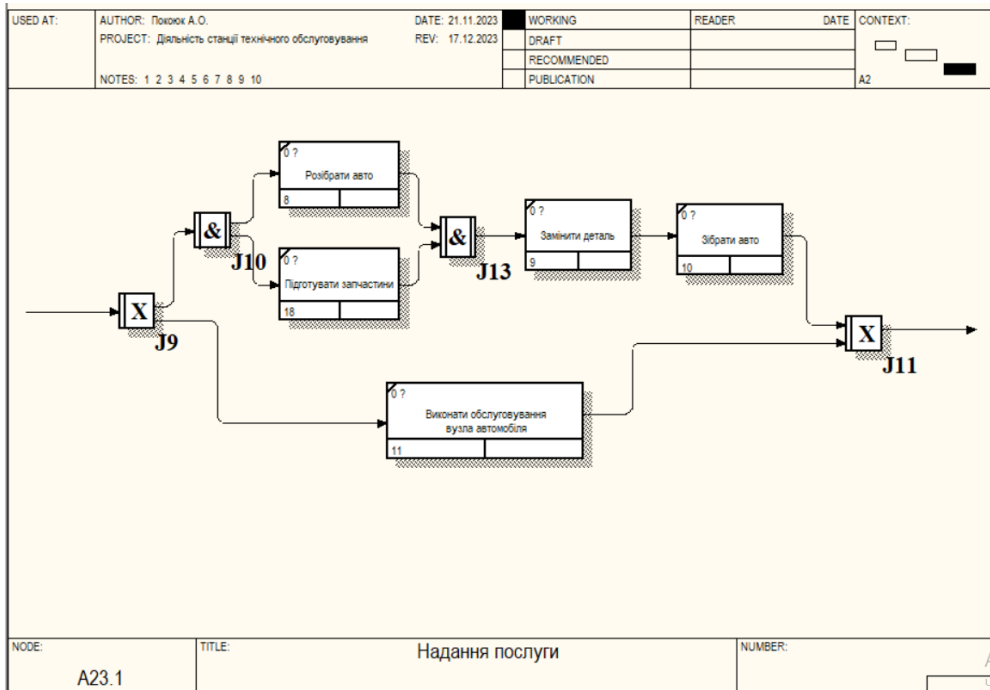 USED AT:
AUTHOR: Покоюк А.О.
DATE: 21.11.2023
WORKING
READER
DATE
CONTEXT:
PROJECT: Діяльність станції технічного обслуговування
REV: 17.12.2023
DRAFT
RECOMMENDED
NOTES: 1 2 3 4 5 6 7 8 9 10
PUBLICATION
A2
0 ?
Розібрати авто
8
&
J10
0 ?
Підготувати запчастини
18
&
J13
0 ?
Замінити деталь
9
0 ?
Зібрати авто
10
X
J9
X
J11
0 ?
Виконати обслуговування
вузла автомобіля
11
NODE:
A23.1
TITLE:
Надання послуги
NUMBER: